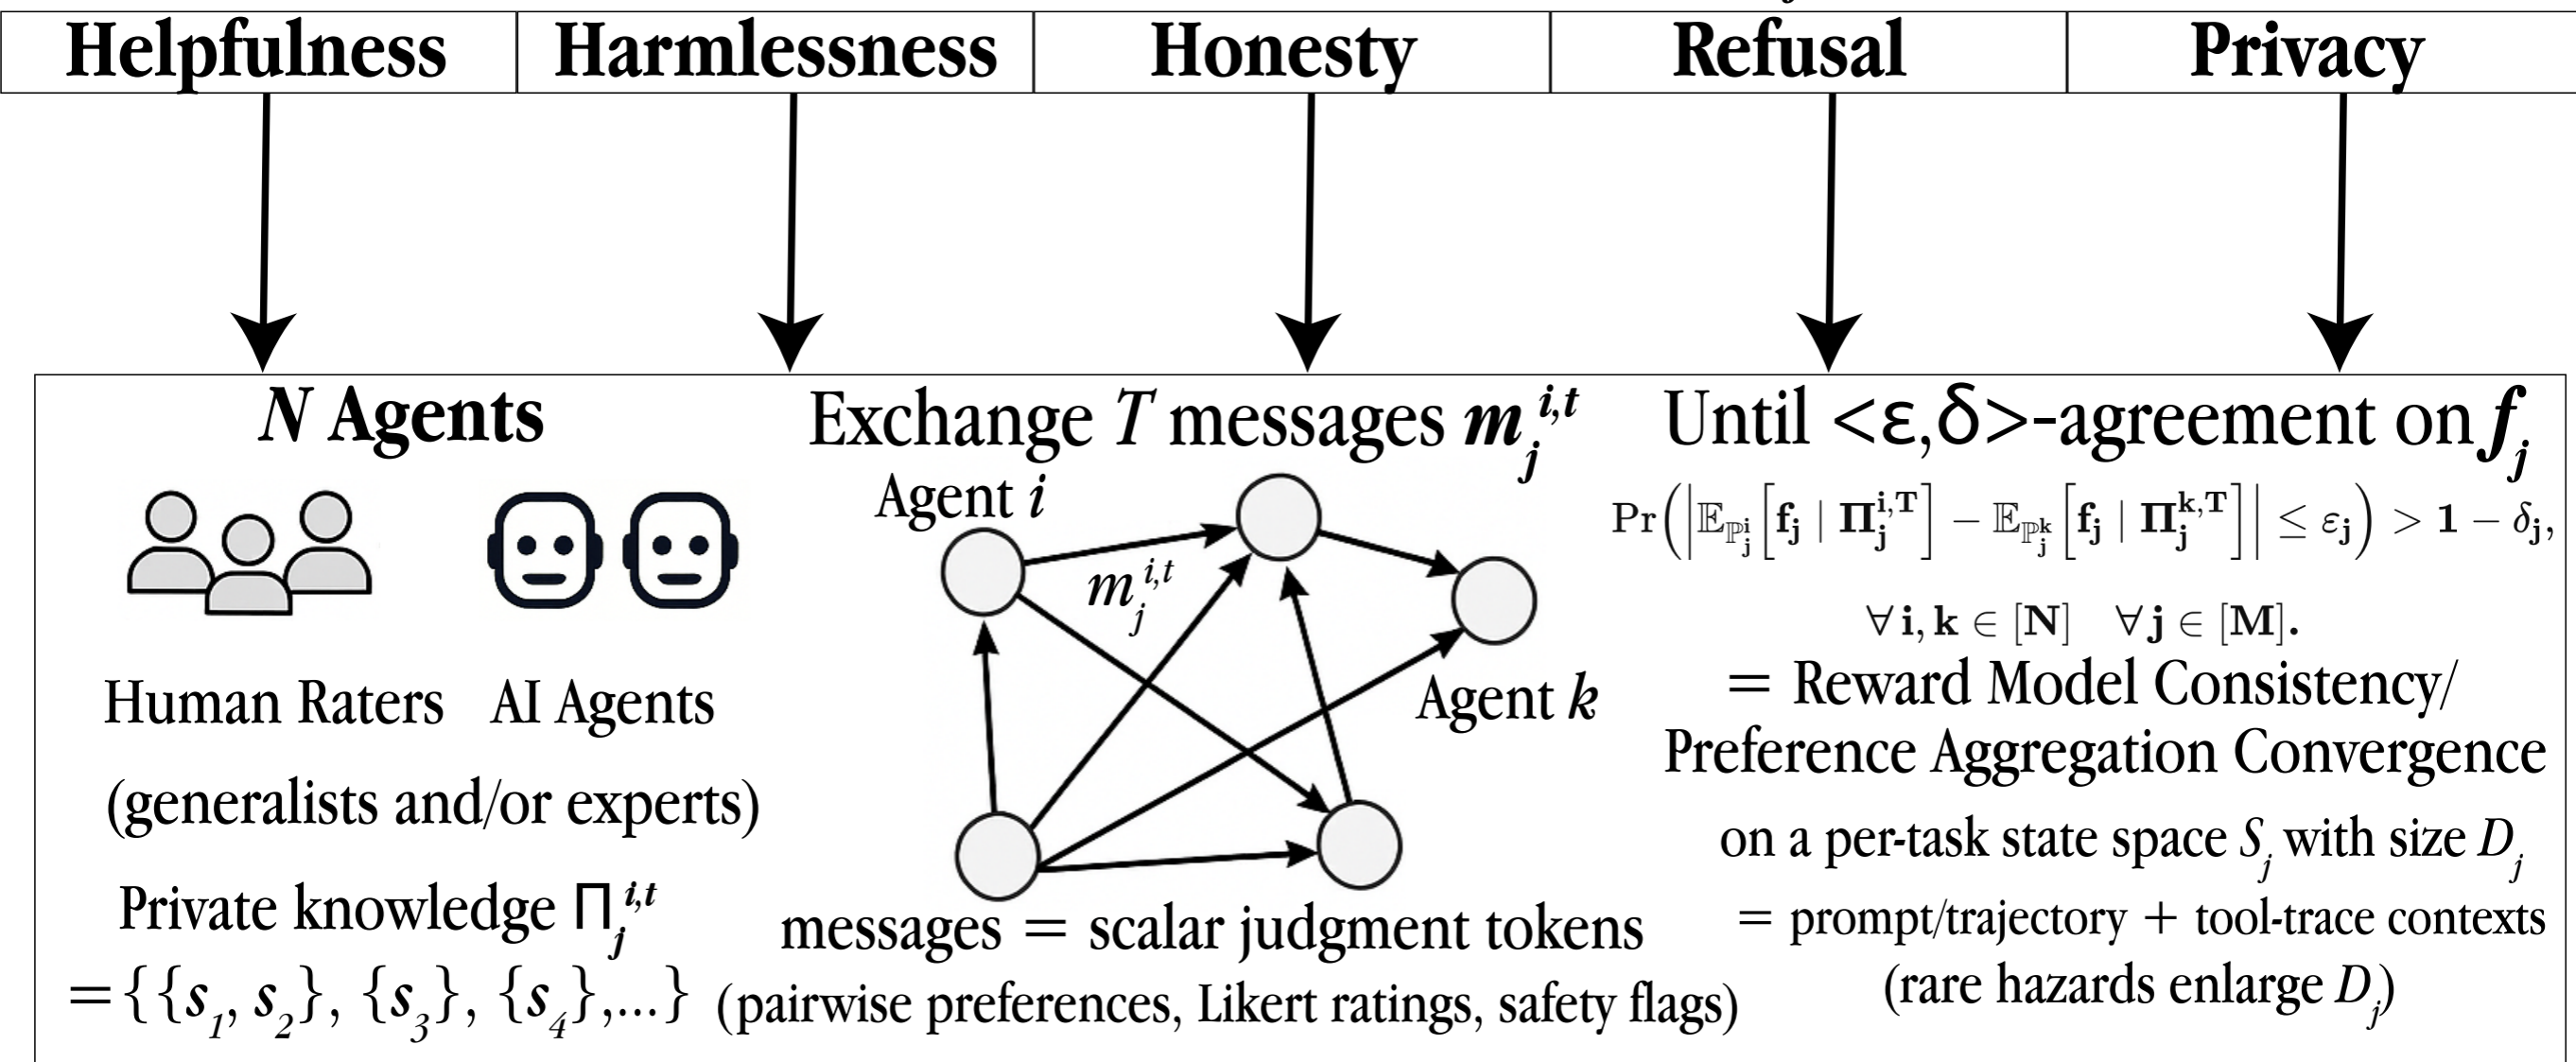 Helpfulness Harmlessness Honesty Refusal Privacy
N Agents
Human Raters AI Agents
(generalists and/or experts)
Private knowledge Π_j^{i,t}
={{s_1, s_2}, {s_3}, {s_4},...}
Exchange T messages m_j^{i,t}
Agent i
m_j^{i,t}
Agent k
messages = scalar judgment tokens
(pairwise preferences, Likert ratings, safety flags)
Until <ε,δ>-agreement on f_j
Pr(|𝔼_{ℙ_j^i}[f_j | Π_j^{i,T}] − 𝔼_{ℙ_j^k}[f_j | Π_j^{k,T}]| ≤ ε_j) > 1 − δ_j,
∀ i, k ∈ [N] ∀ j ∈ [M].
= Reward Model Consistency/
Preference Aggregation Convergence
on a per-task state space S_j with size D_j
= prompt/trajectory + tool-trace contexts
(rare hazards enlarge D_j)